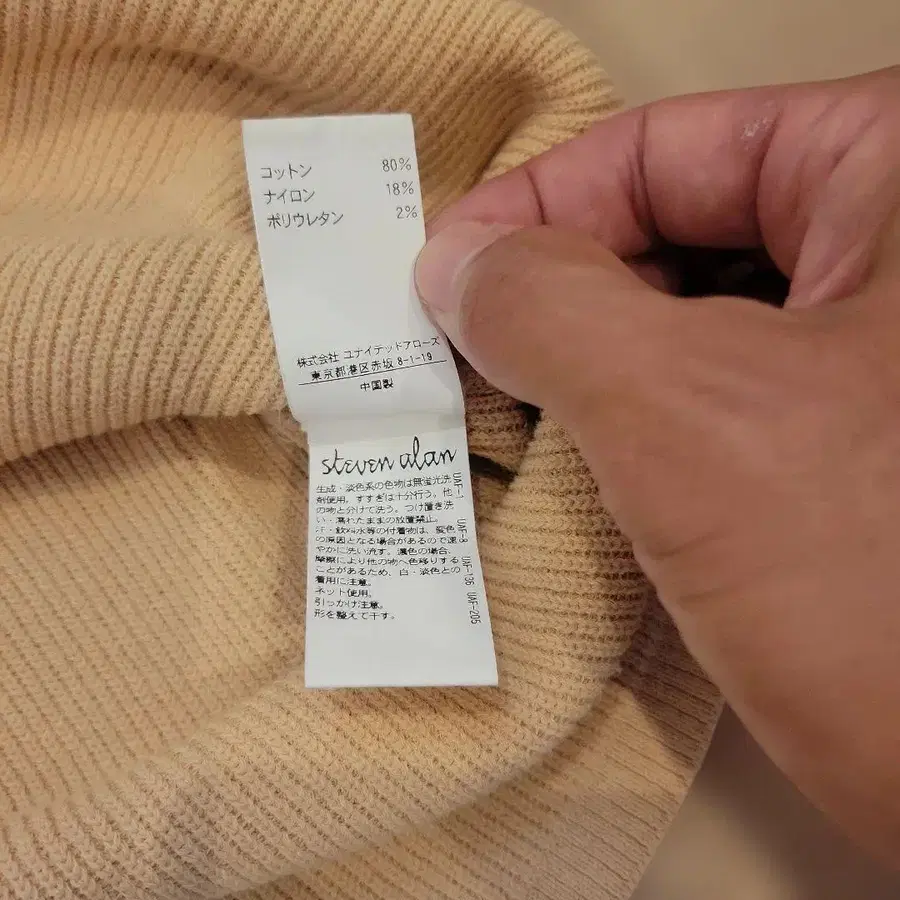 コットン 80%
ナイロン 18%
ポリウレタン 2%
株式会社 ユナイテッドアローズ
東京都港区赤坂 8-1-19
中国製
steven alan
生成・淡色系の色物は無蛍光洗
剤使用。すすぎは十分行う。他
の物と分けて洗う。つけ置き洗
い・濡れたままの放置禁止。
汗・飲料水等の付着物は、変色
の原因となる場合があるので速
やかに洗い流す。濃色の場合、
摩擦により他の物へ色移りする
ことがあるため、白・淡色との
着用に注意。
ネット使用。
引っかけ注意。
形を整えて干す。
UAF-1 UAF-8 UAF-136 UAF-205